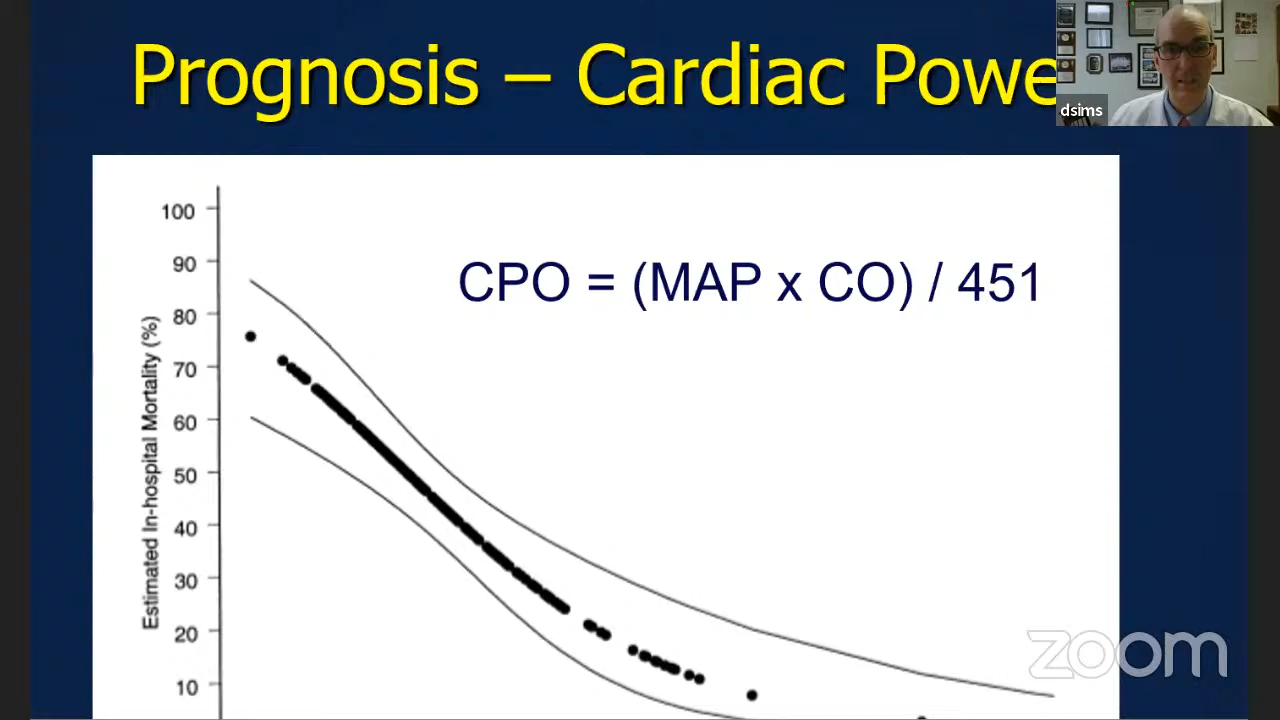 Prognosis – Cardiac Powe
dsims
CPO = (MAP x CO) / 451
Estimated In-hospital Mortality (%)
100
90
80
70
60
50
40
30
20
10
zoom